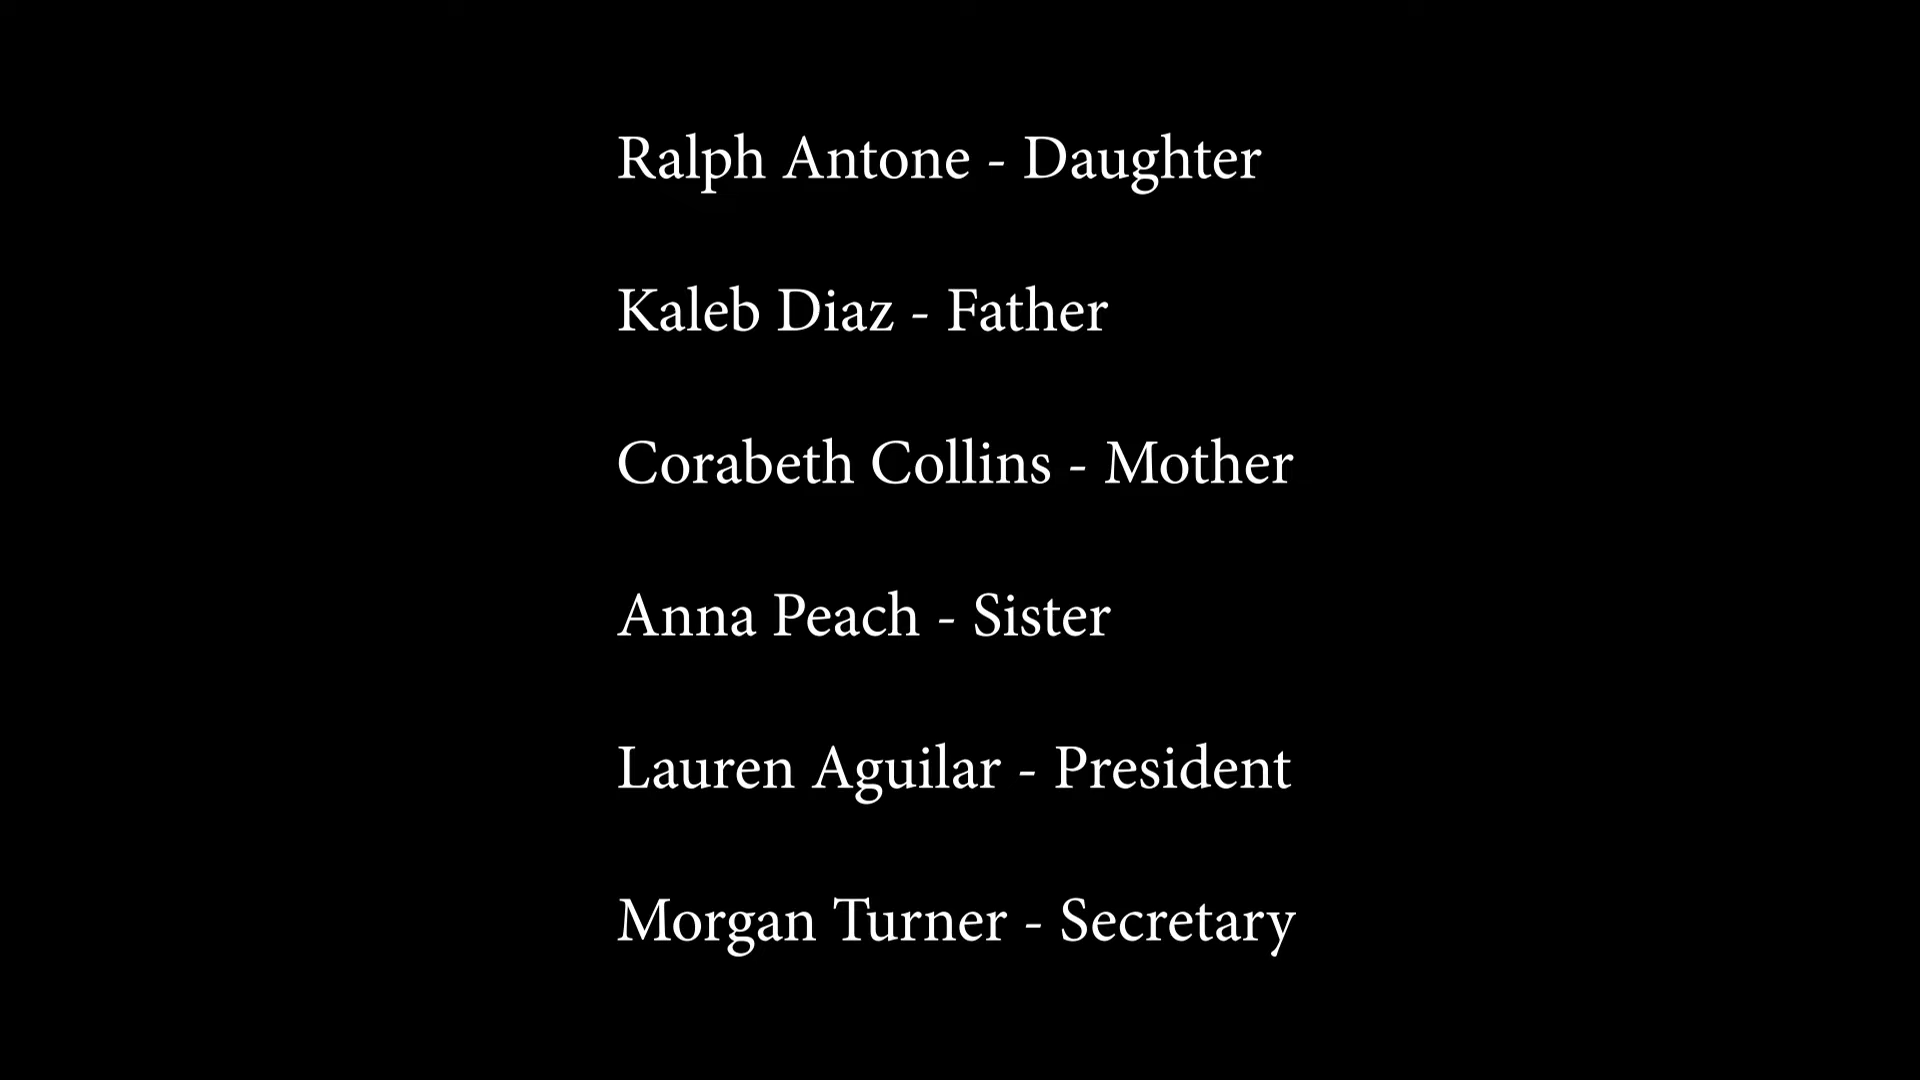 Ralph Antone - Daughter
Kaleb Diaz - Father
Corabeth Collins - Mother
Anna Peach - Sister
Lauren Aguilar - President
Morgan Turner - Secretary